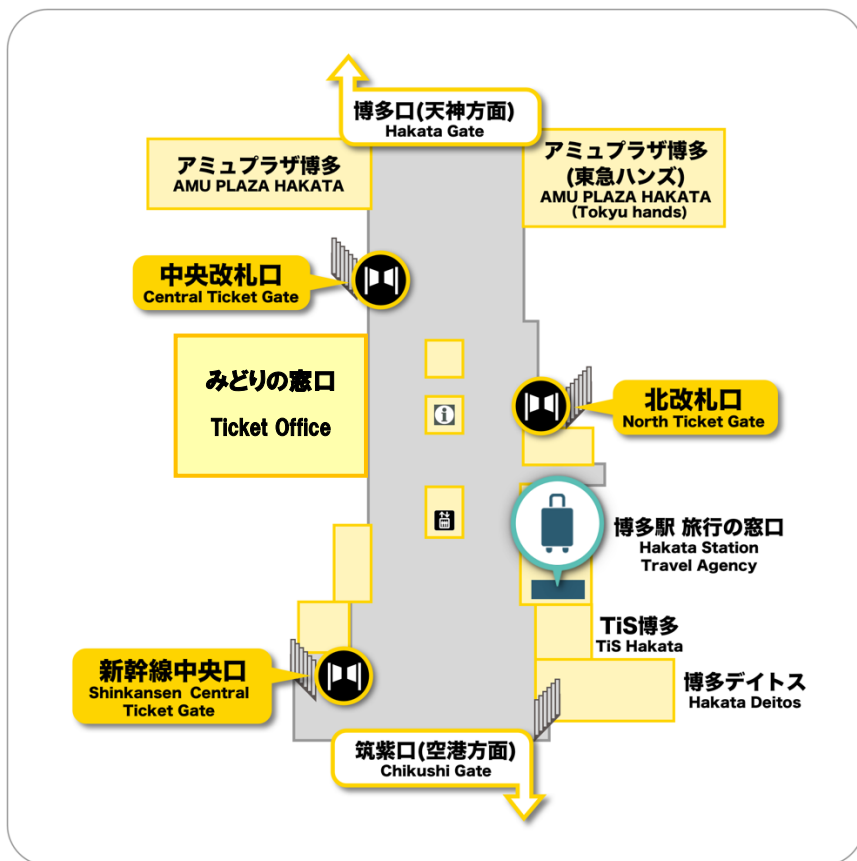 博多口(天神方面)
Hakata Gate
アミュプラザ博多
AMU PLAZA HAKATA
アミュプラザ博多
(東急ハンズ)
AMU PLAZA HAKATA
(Tokyu hands)
中央改札口
Central Ticket Gate
みどりの窓口
Ticket Office
北改札口
North Ticket Gate
博多駅 旅行の窓口
Hakata Station
Travel Agency
TiS博多
TiS Hakata
新幹線中央口
Shinkansen Central
Ticket Gate
博多デイトス
Hakata Deitos
筑紫口(空港方面)
Chikushi Gate